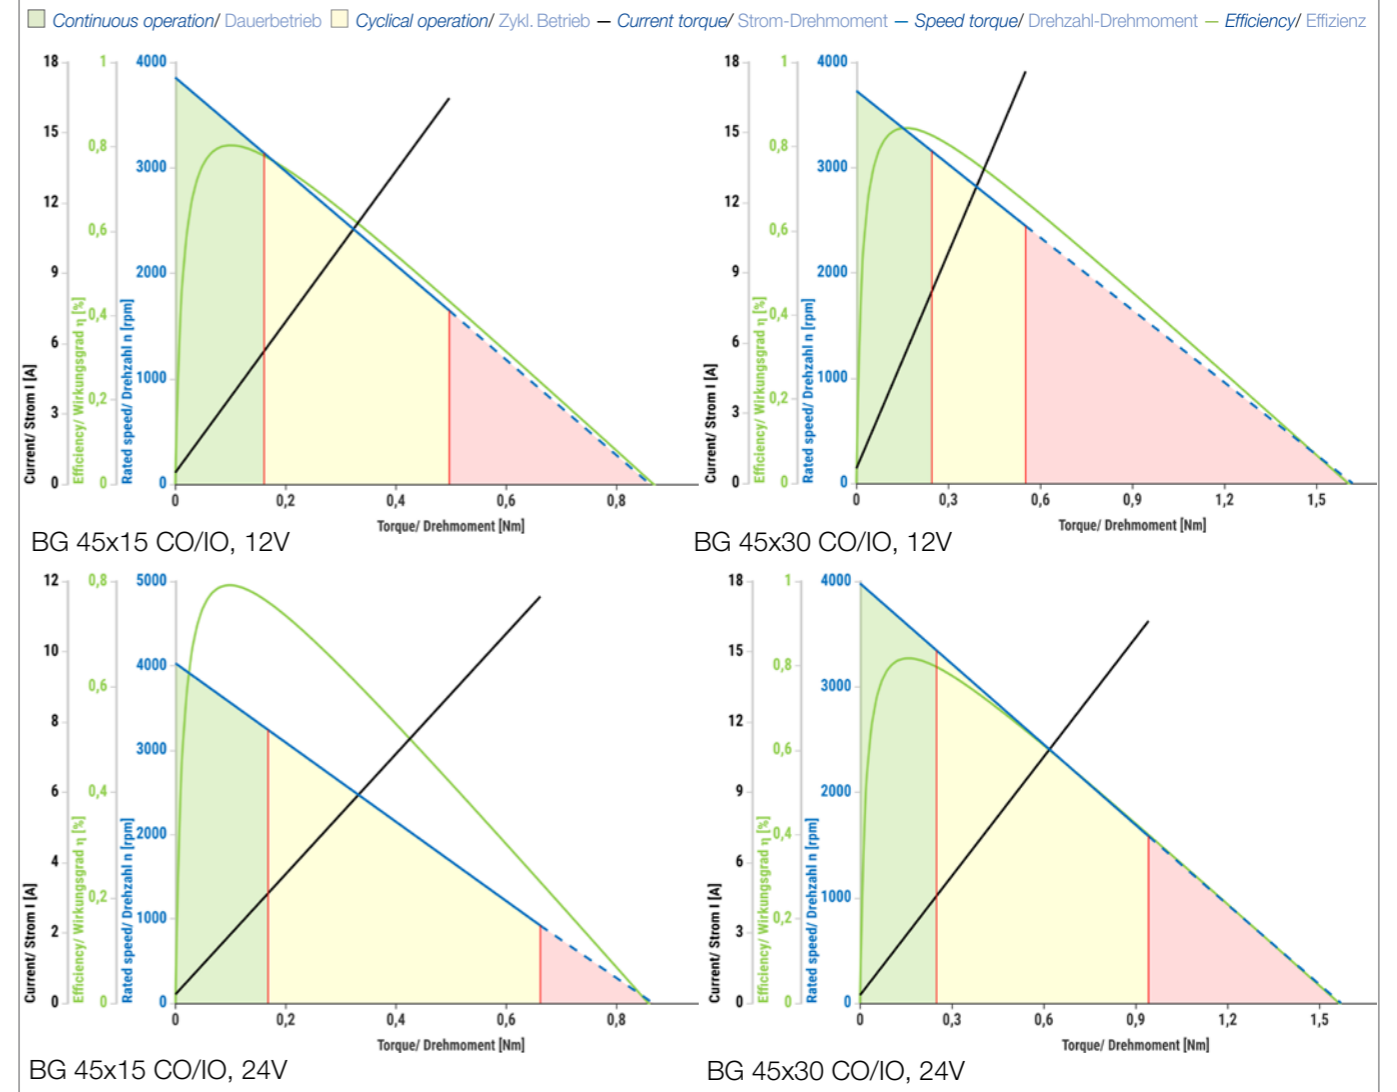 Continuous operation/ Dauerbetrieb Cyclical operation/ Zykl. Betrieb — Current torque/ Strom-Drehmoment — Speed torque/ Drehzahl-Drehmoment — Efficiency/ Effizienz
18
15
12
9
6
3
0
Current/ Strom I [A]
1
0,8
0,6
0,4
0,2
0
Efficiency/ Wirkungsgrad η [%]
4000
3000
2000
1000
0
Rated speed/ Drehzahl n [rpm]
0 0,2 0,4 0,6 0,8
Torque/ Drehmoment [Nm]
BG 45x15 CO/IO, 12V
18
15
12
9
6
3
0
Current/ Strom I [A]
1
0,8
0,6
0,4
0,2
0
Efficiency/ Wirkungsgrad η [%]
4000
3000
2000
1000
0
Rated speed/ Drehzahl n [rpm]
0 0,3 0,6 0,9 1,2 1,5
Torque/ Drehmoment [Nm]
BG 45x30 CO/IO, 12V
12
10
8
6
4
2
0
Current/ Strom I [A]
0,8
0,6
0,4
0,2
0
Efficiency/ Wirkungsgrad η [%]
5000
4000
3000
2000
1000
0
Rated speed/ Drehzahl n [rpm]
0 0,2 0,4 0,6 0,8
Torque/ Drehmoment [Nm]
BG 45x15 CO/IO, 24V
18
15
12
9
6
3
0
Current/ Strom I [A]
1
0,8
0,6
0,4
0,2
0
Efficiency/ Wirkungsgrad η [%]
4000
3000
2000
1000
0
Rated speed/ Drehzahl n [rpm]
0 0,3 0,6 0,9 1,2 1,5
Torque/ Drehmoment [Nm]
BG 45x30 CO/IO, 24V